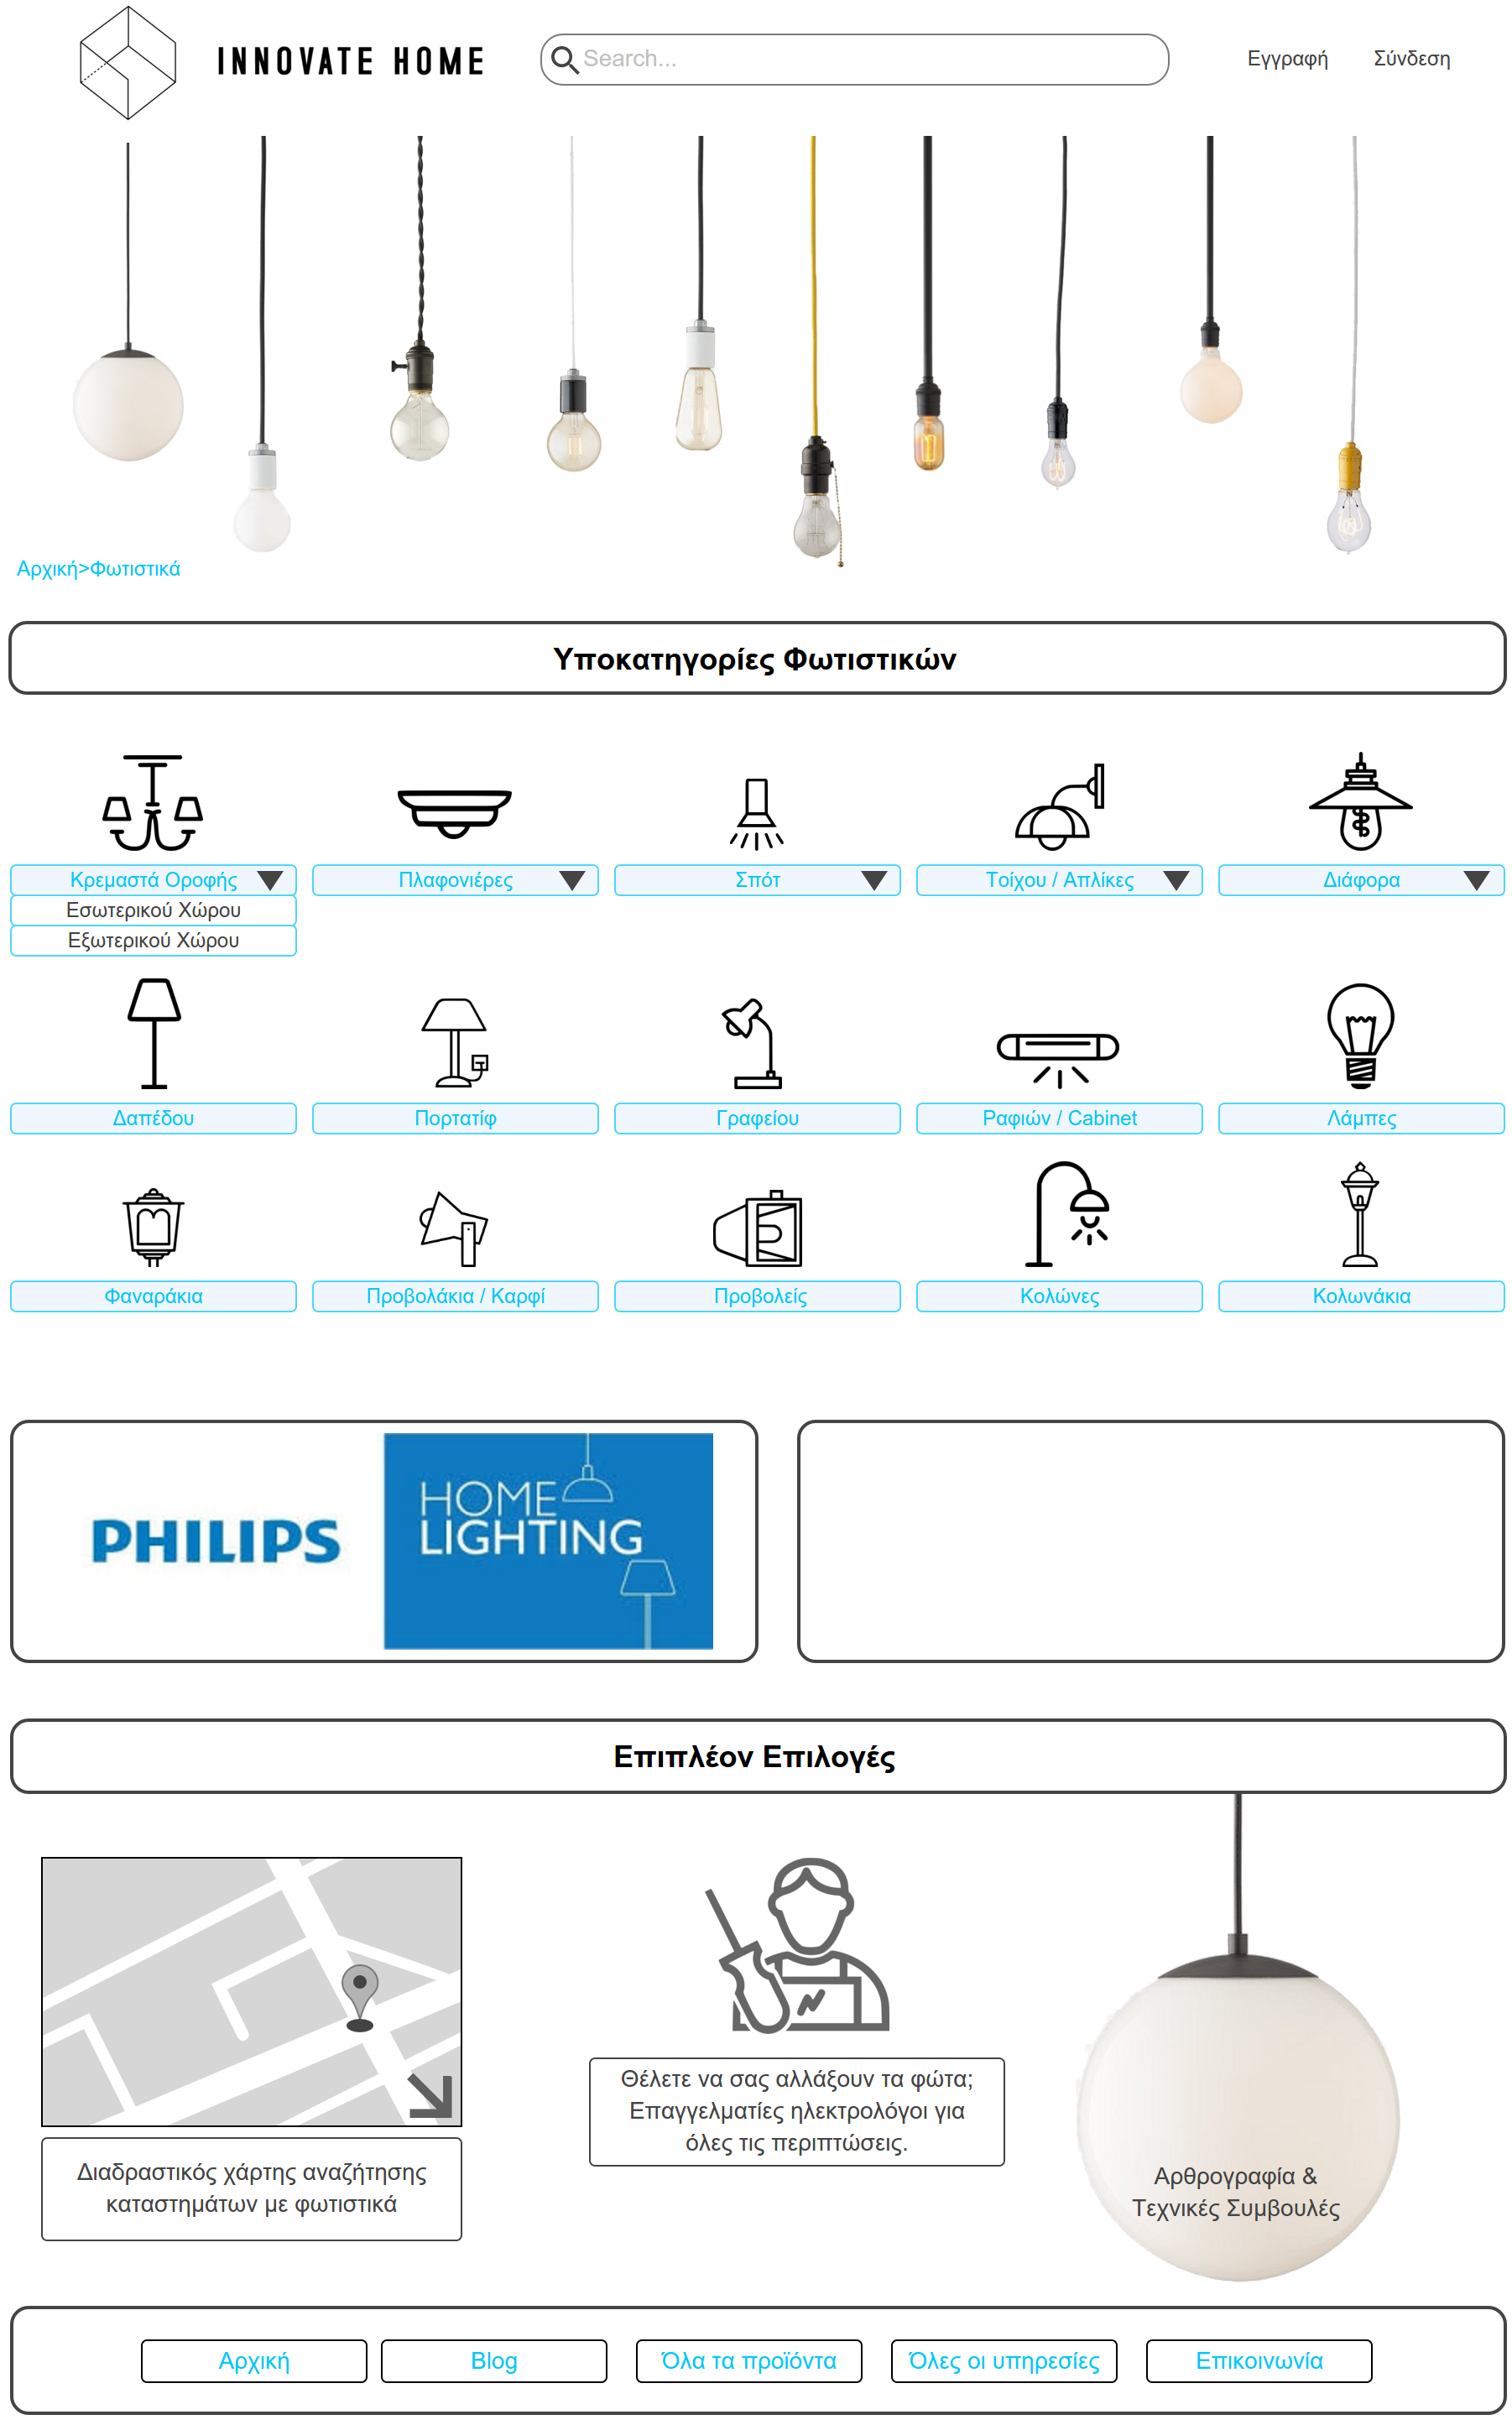 INNOVATE HOME
Search...
Εγγραφή
Σύνδεση
Αρχική>Φωτιστικά
Υποκατηγορίες Φωτιστικών
Κρεμαστά Οροφής
Πλαφονιέρες
Σπότ
Τοίχου / Απλίκες
Διάφορα
Εσωτερικού Χώρου
Εξωτερικού Χώρου
Δαπέδου
Πορτατίφ
Γραφείου
Ραφιών / Cabinet
Λάμπες
Φαναράκια
Προβολάκια / Καρφί
Προβολείς
Κολώνες
Κολωνάκια
PHILIPS
HOME
LIGHTING
Επιπλέον Επιλογές
Διαδραστικός χάρτης αναζήτησης
καταστημάτων με φωτιστικά
Θέλετε να σας αλλάξουν τα φώτα;
Επαγγελματίες ηλεκτρολόγοι για
όλες τις περιπτώσεις.
Αρθρογραφία &
Τεχνικές Συμβουλές
Αρχική
Blog
Όλα τα προϊόντα
Όλες οι υπηρεσίες
Επικοινωνία